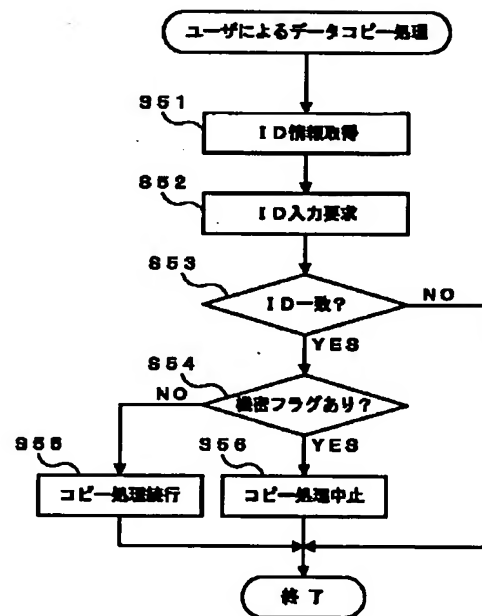 ユーザによるデータコピー処理
S51
ID情報取得
S52
ID入力要求
S53
ID一致?
NO
YES
S54
機密フラグあり?
NO
YES
S55
S56
コピー処理続行
コピー処理中止
終了